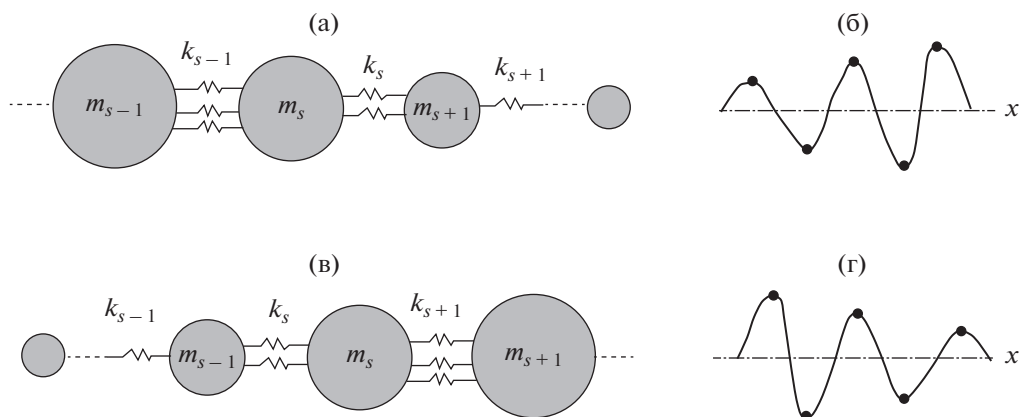 (а)
(б)
k_{s-1}
k_s
k_{s+1}
m_{s-1}
m_s
m_{s+1}
x
(в)
(г)
k_{s-1}
k_s
k_{s+1}
m_{s-1}
m_s
m_{s+1}
x